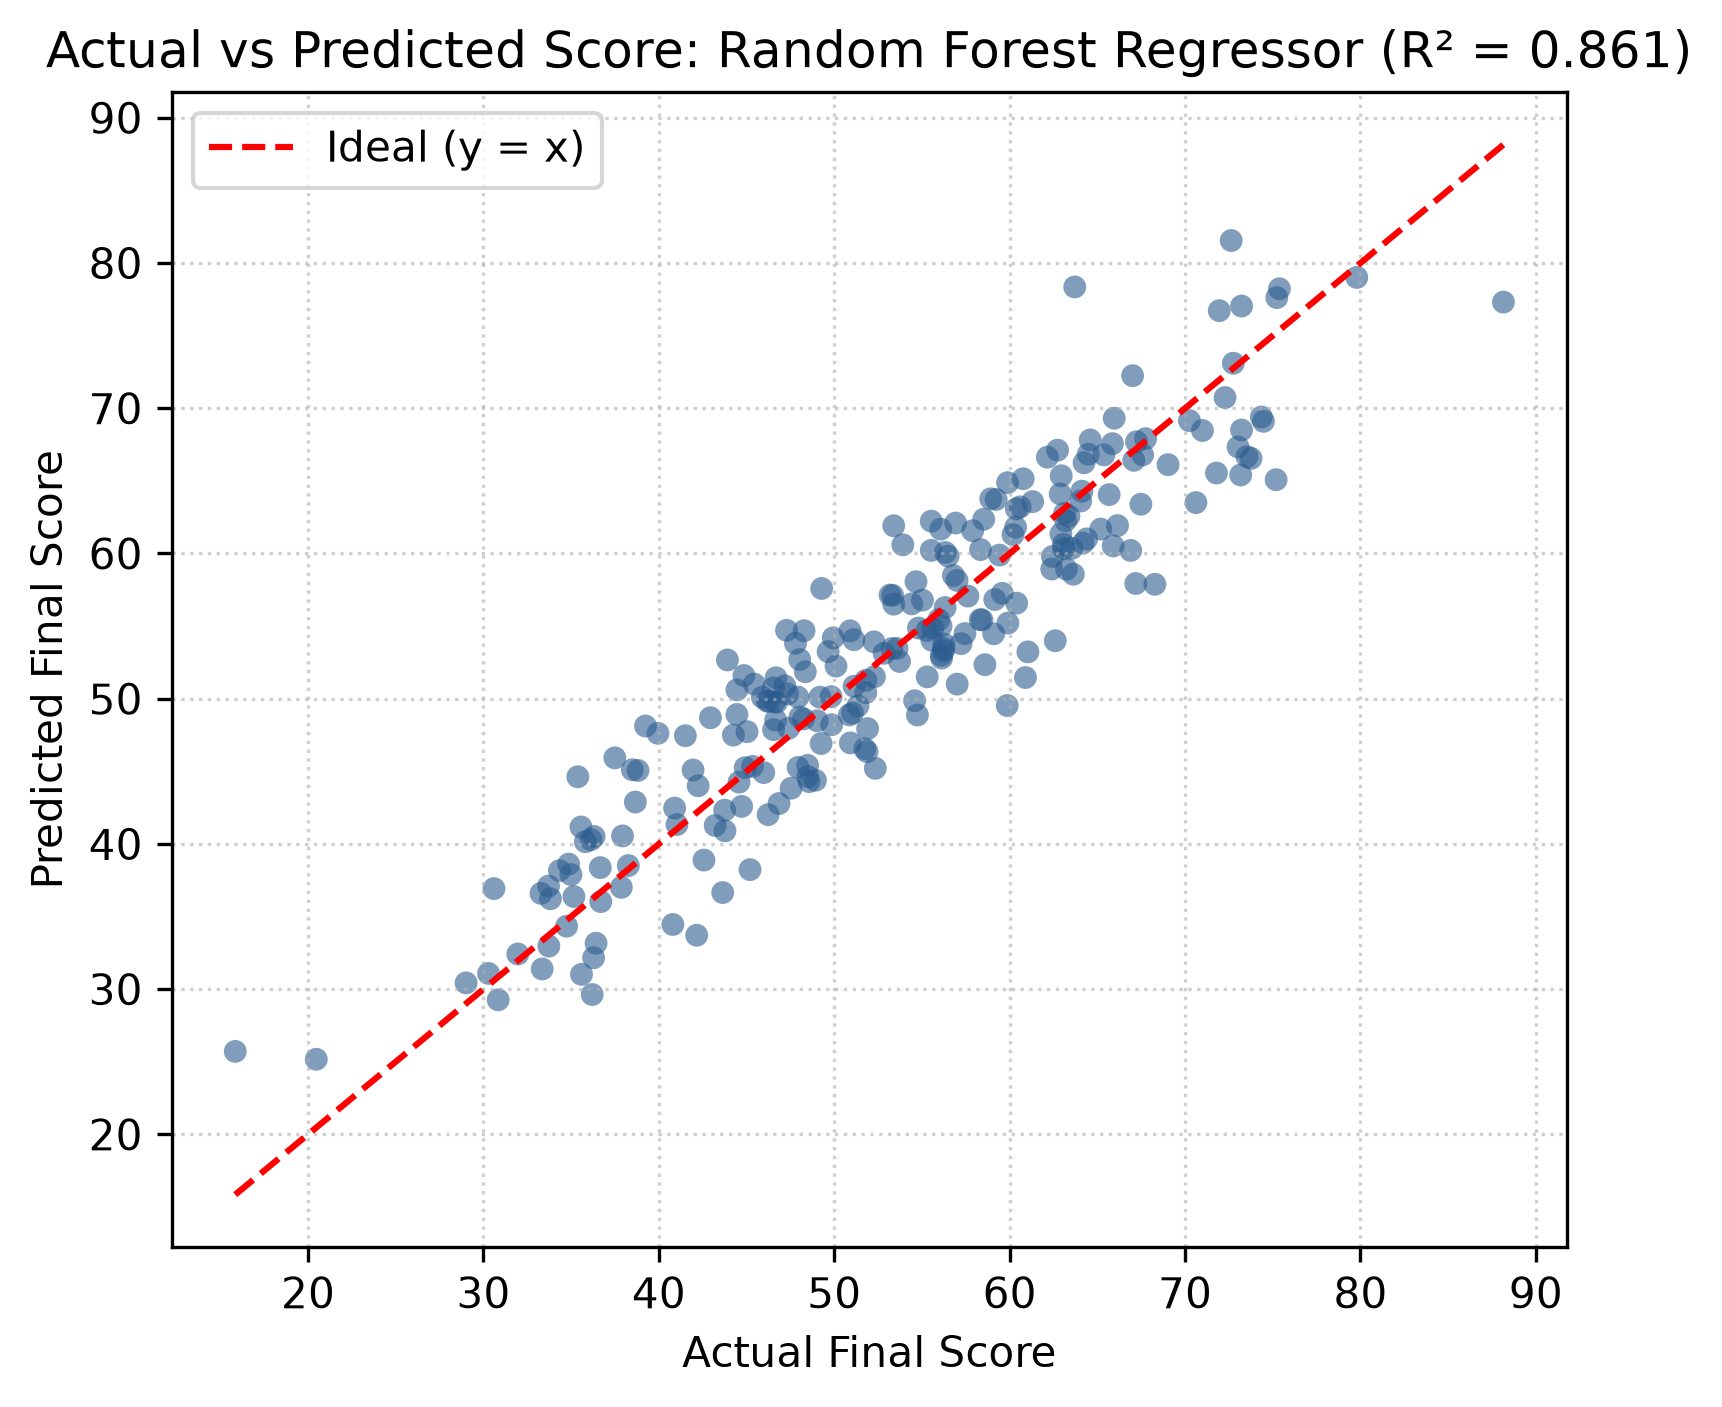 Actual vs Predicted Score: Random Forest Regressor (R² = 0.861)
Ideal (y = x)
90
80
70
60
50
40
30
20
Predicted Final Score
20 30 40 50 60 70 80 90
Actual Final Score